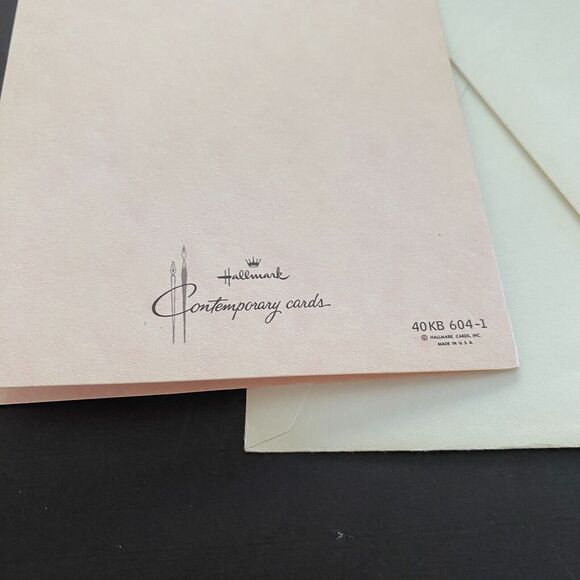 Hallmark
Contemporary cards
40KB 604-1
© HALLMARK CARDS, INC.
MADE IN U.S.A.